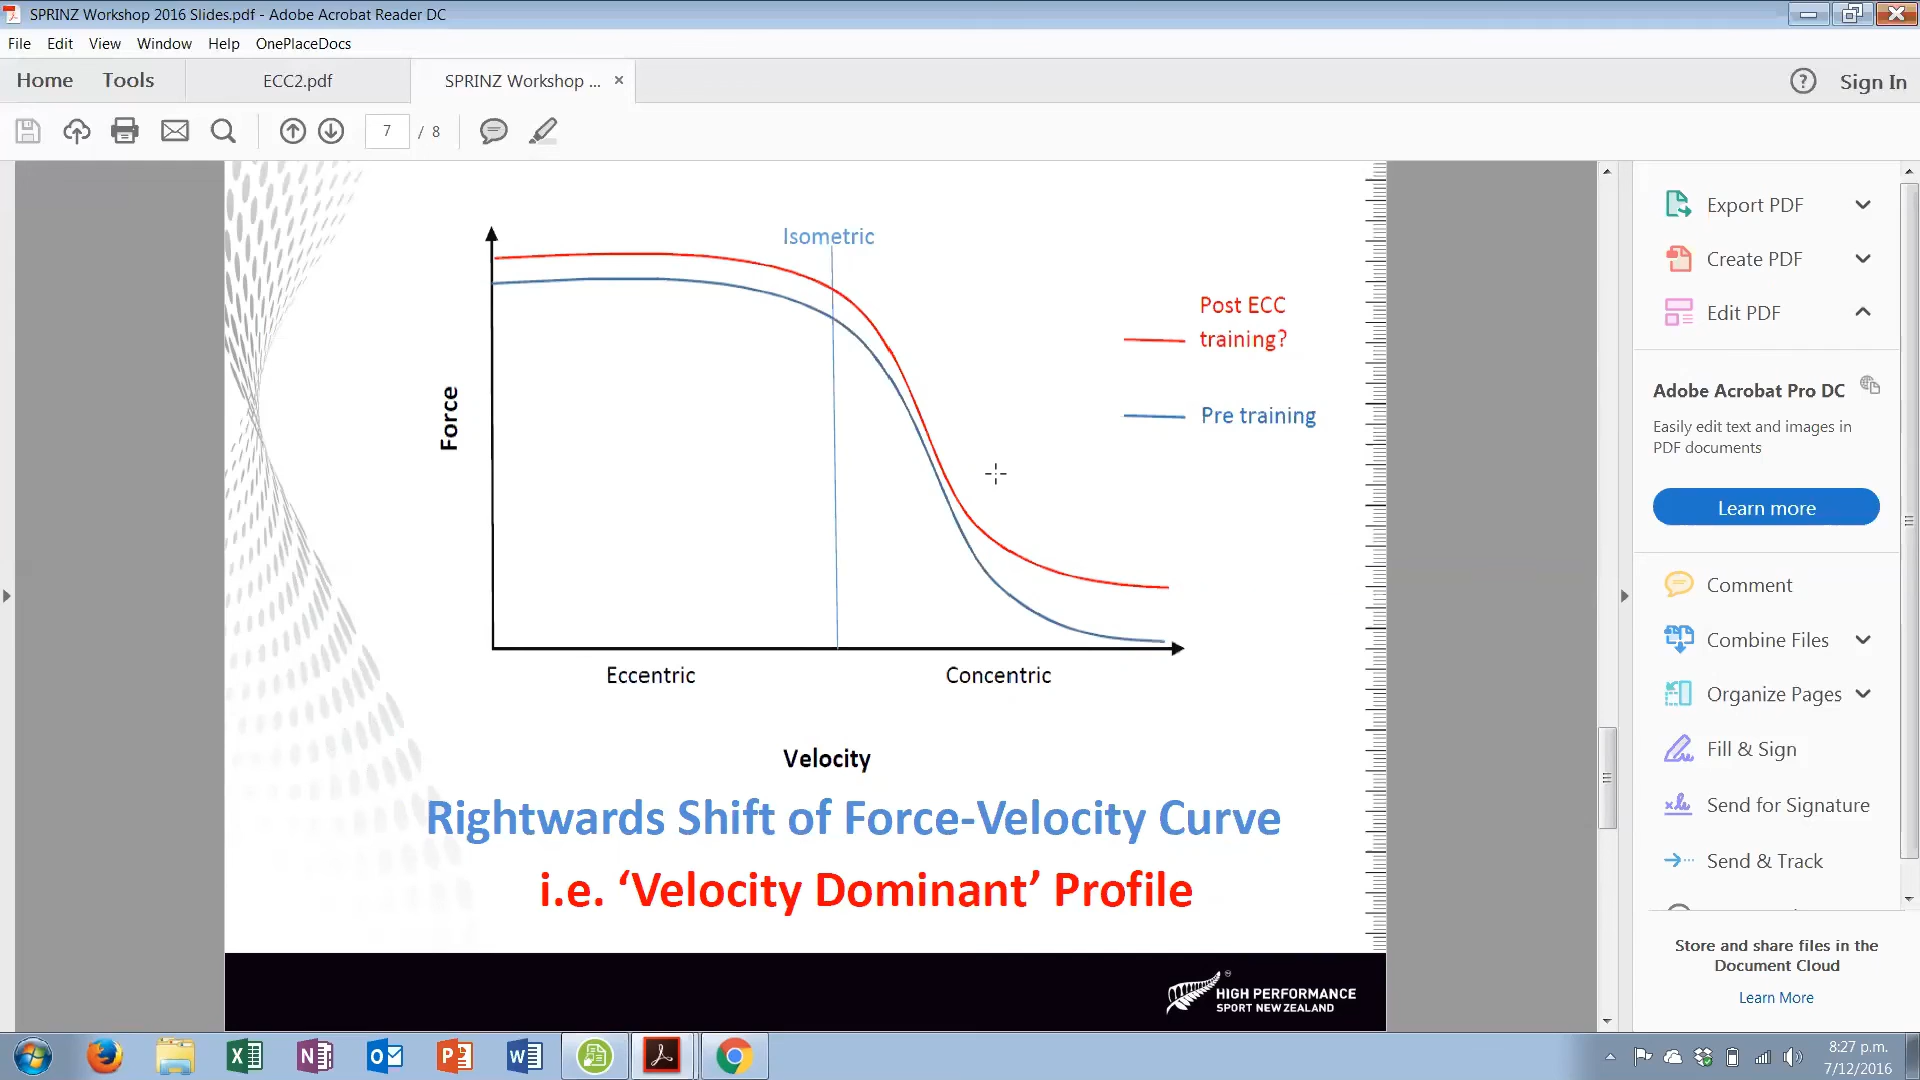 SPRINZ Workshop 2016 Slides.pdf - Adobe Acrobat Reader DC
File Edit View Window Help OnePlaceDocs
Home Tools ECC2.pdf SPRINZ Workshop ... × ? Sign In
7 / 8
Isometric
Post ECC
training?
Pre training
Force
Eccentric Concentric
Velocity
Rightwards Shift of Force-Velocity Curve
i.e. ‘Velocity Dominant’ Profile
HIGH PERFORMANCE
SPORT NEW ZEALAND
Export PDF
Create PDF
Edit PDF
Adobe Acrobat Pro DC
Easily edit text and images in
PDF documents
Learn more
Comment
Combine Files
Organize Pages
Fill & Sign
Send for Signature
Send & Track
Store and share files in the
Document Cloud
Learn More
8:27 p.m.
7/12/2016